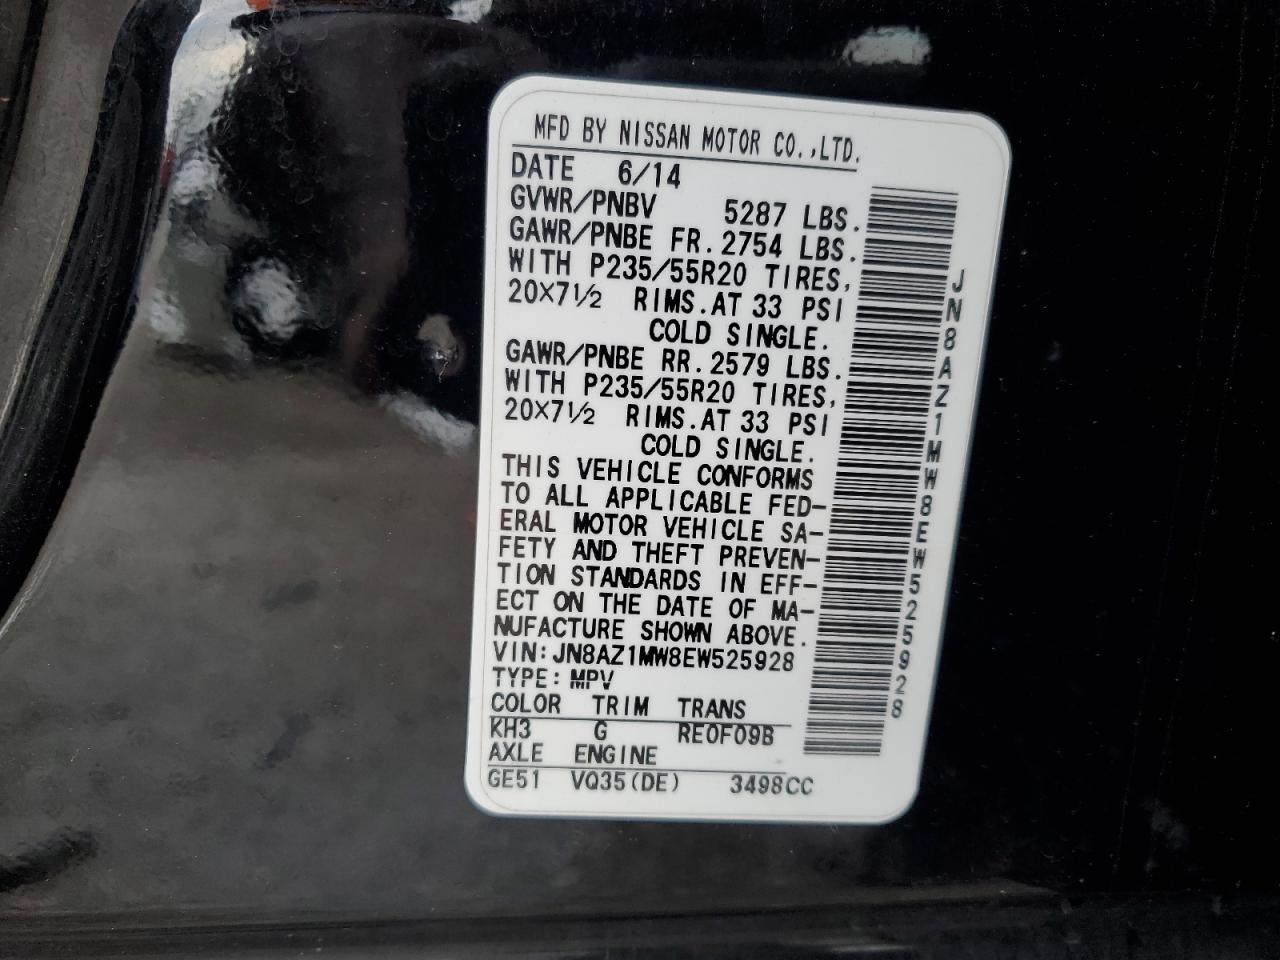 MFD BY NISSAN MOTOR CO.,LTD.
DATE 6/14
GVWR/PNBV 5287 LBS.
GAWR/PNBE FR. 2754 LBS.
WITH P235/55R20 TIRES,
20×7½ RIMS. AT 33 PSI
COLD SINGLE.
GAWR/PNBE RR. 2579 LBS.
WITH P235/55R20 TIRES,
20×7½ RIMS. AT 33 PSI
COLD SINGLE.
THIS VEHICLE CONFORMS
TO ALL APPLICABLE FED-
ERAL MOTOR VEHICLE SA-
FETY AND THEFT PREVEN-
TION STANDARDS IN EFF-
ECT ON THE DATE OF MA-
NUFACTURE SHOWN ABOVE.
VIN:JN8AZ1MW8EW525928
TYPE: MPV
COLOR TRIM TRANS
KH3 G RE0F09B
AXLE ENGINE
GE51 VQ35(DE) 3498CC
JN8AZ1MW8EW525928